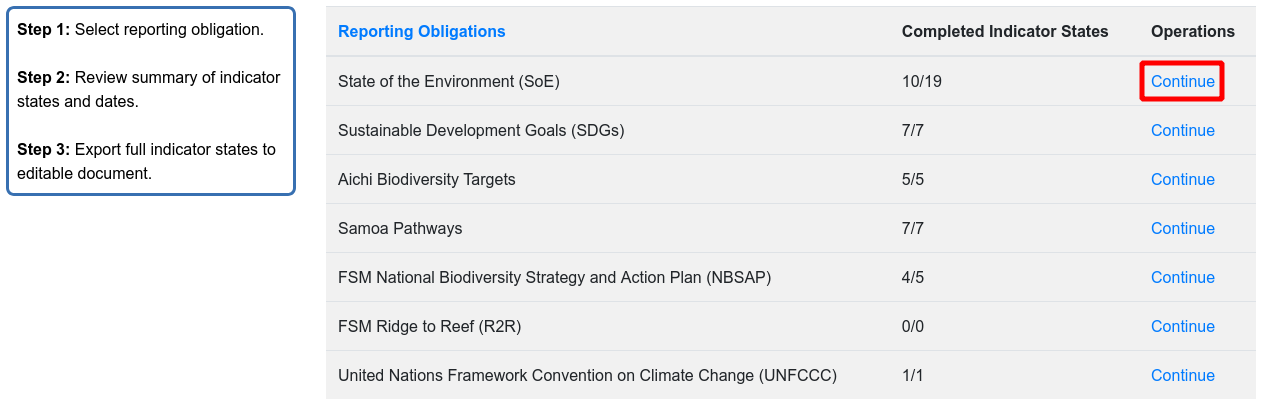 Step 1: Select reporting obligation.
Step 2: Review summary of indicator
states and dates.
Step 3: Export full indicator states to
editable document.
Reporting Obligations Completed Indicator States Operations
State of the Environment (SoE) 10/19 Continue
Sustainable Development Goals (SDGs) 7/7 Continue
Aichi Biodiversity Targets 5/5 Continue
Samoa Pathways 7/7 Continue
FSM National Biodiversity Strategy and Action Plan (NBSAP) 4/5 Continue
FSM Ridge to Reef (R2R) 0/0 Continue
United Nations Framework Convention on Climate Change (UNFCCC) 1/1 Continue